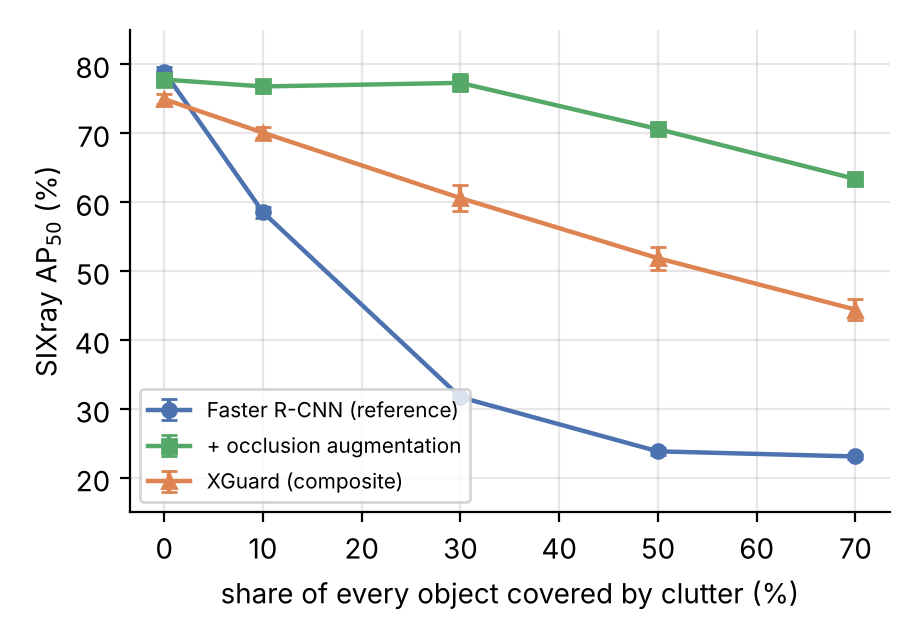 SIXray AP50 (%)
80
70
60
50
40
30
20
Faster R-CNN (reference)
+ occlusion augmentation
XGuard (composite)
0 10 20 30 40 50 60 70
share of every object covered by clutter (%)